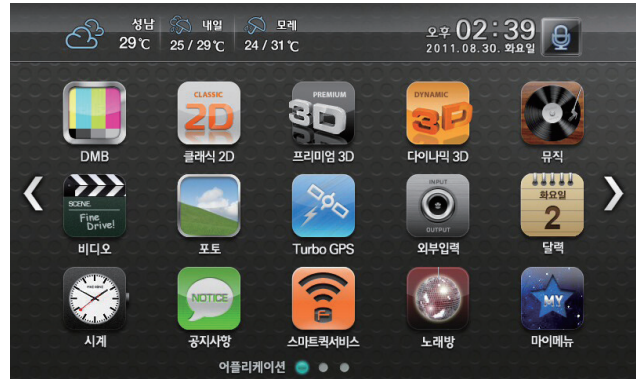 성남 내일 모레
29℃ 25 / 29℃ 24 / 31℃
오후 02:39
2011.08.30. 화요일
CLASSIC 2D
PREMIUM 3D
DYNAMIC 3D
DMB 클래식 2D 프리미엄 3D 다이나믹 3D 뮤직
SCENE.
Fine Drive!
INPUT
OUTPUT
화요일
2
비디오 포토 Turbo GPS 외부입력 달력
NOTICE
MY
시계 공지사항 스마트퀵서비스 노래방 마이메뉴
어플리케이션